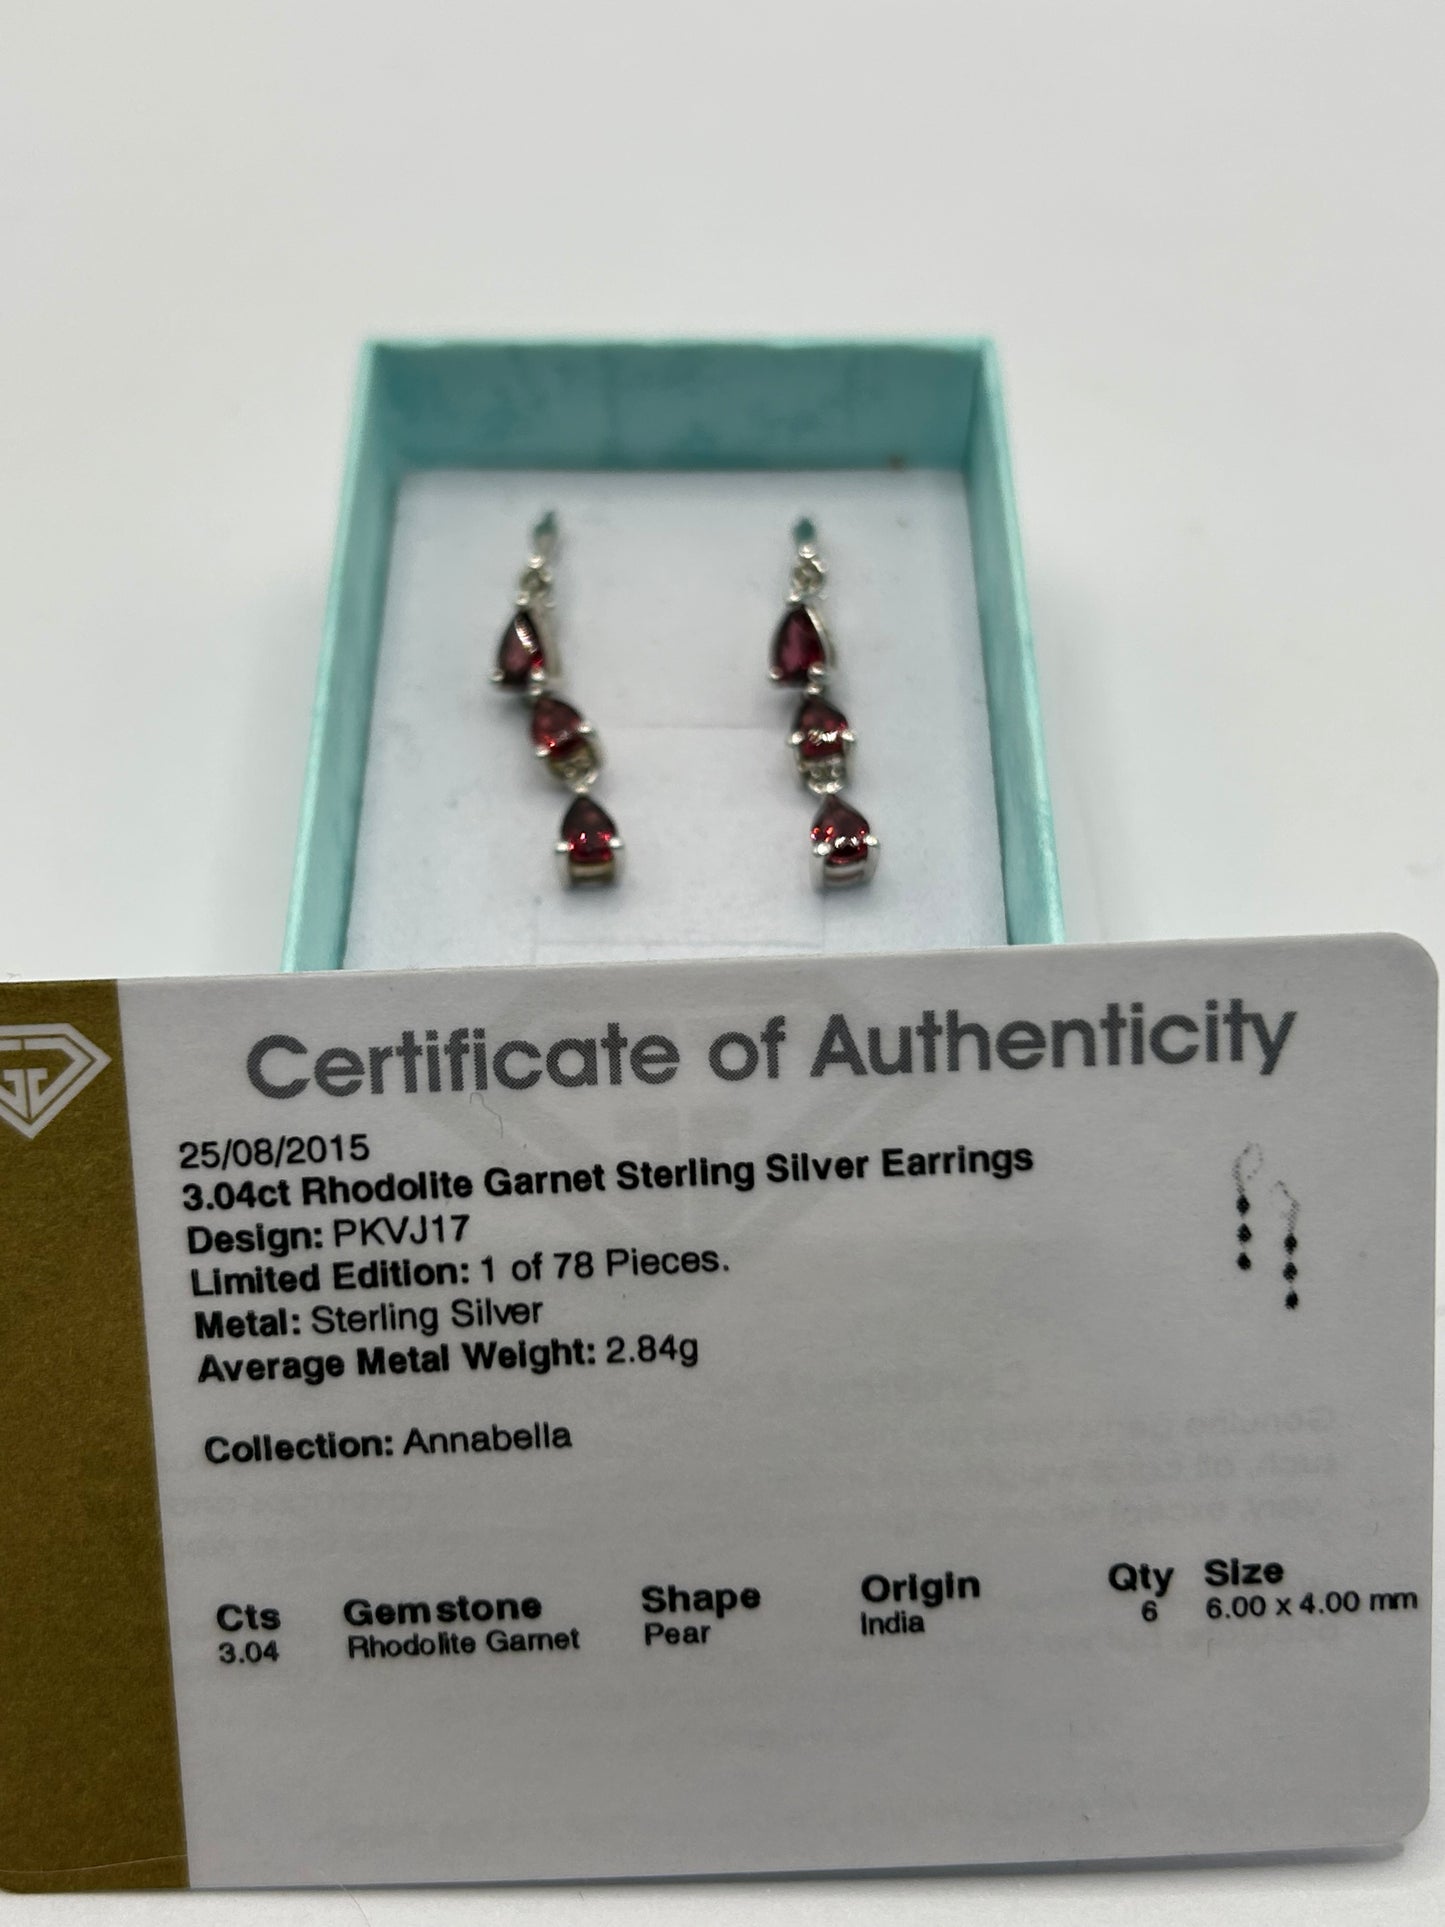 Certificate of Authenticity
25/08/2015
3.04ct Rhodolite Garnet Sterling Silver Earrings
Design: PKVJ17
Limited Edition: 1 of 78 Pieces.
Metal: Sterling Silver
Average Metal Weight: 2.84g
Collection: Annabella
Cts Gemstone Shape Origin Qty Size
3.04 Rhodolite Garnet Pear India 6 6.00 x 4.00 mm